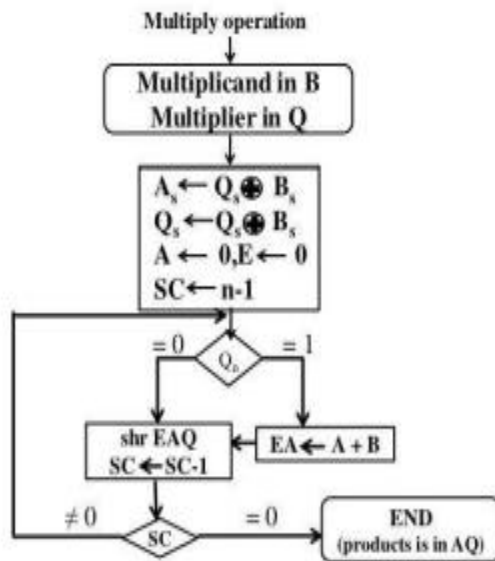 Multiply operation
Multiplicand in B
Multiplier in Q
Aₛ ← Qₛ ⊕ Bₛ
Qₛ ← Qₛ ⊕ Bₛ
A ← 0,E ← 0
SC ← n-1
= 0
Qₙ
= 1
shr EAQ
SC ← SC-1
EA ← A + B
≠ 0
SC
= 0
END
(products is in AQ)